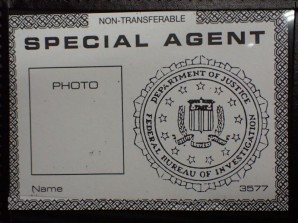 NON-TRANSFERABLE
SPECIAL AGENT
PHOTO
DEPARTMENT OF JUSTICE
FEDERAL BUREAU OF INVESTIGATION
Name
3577